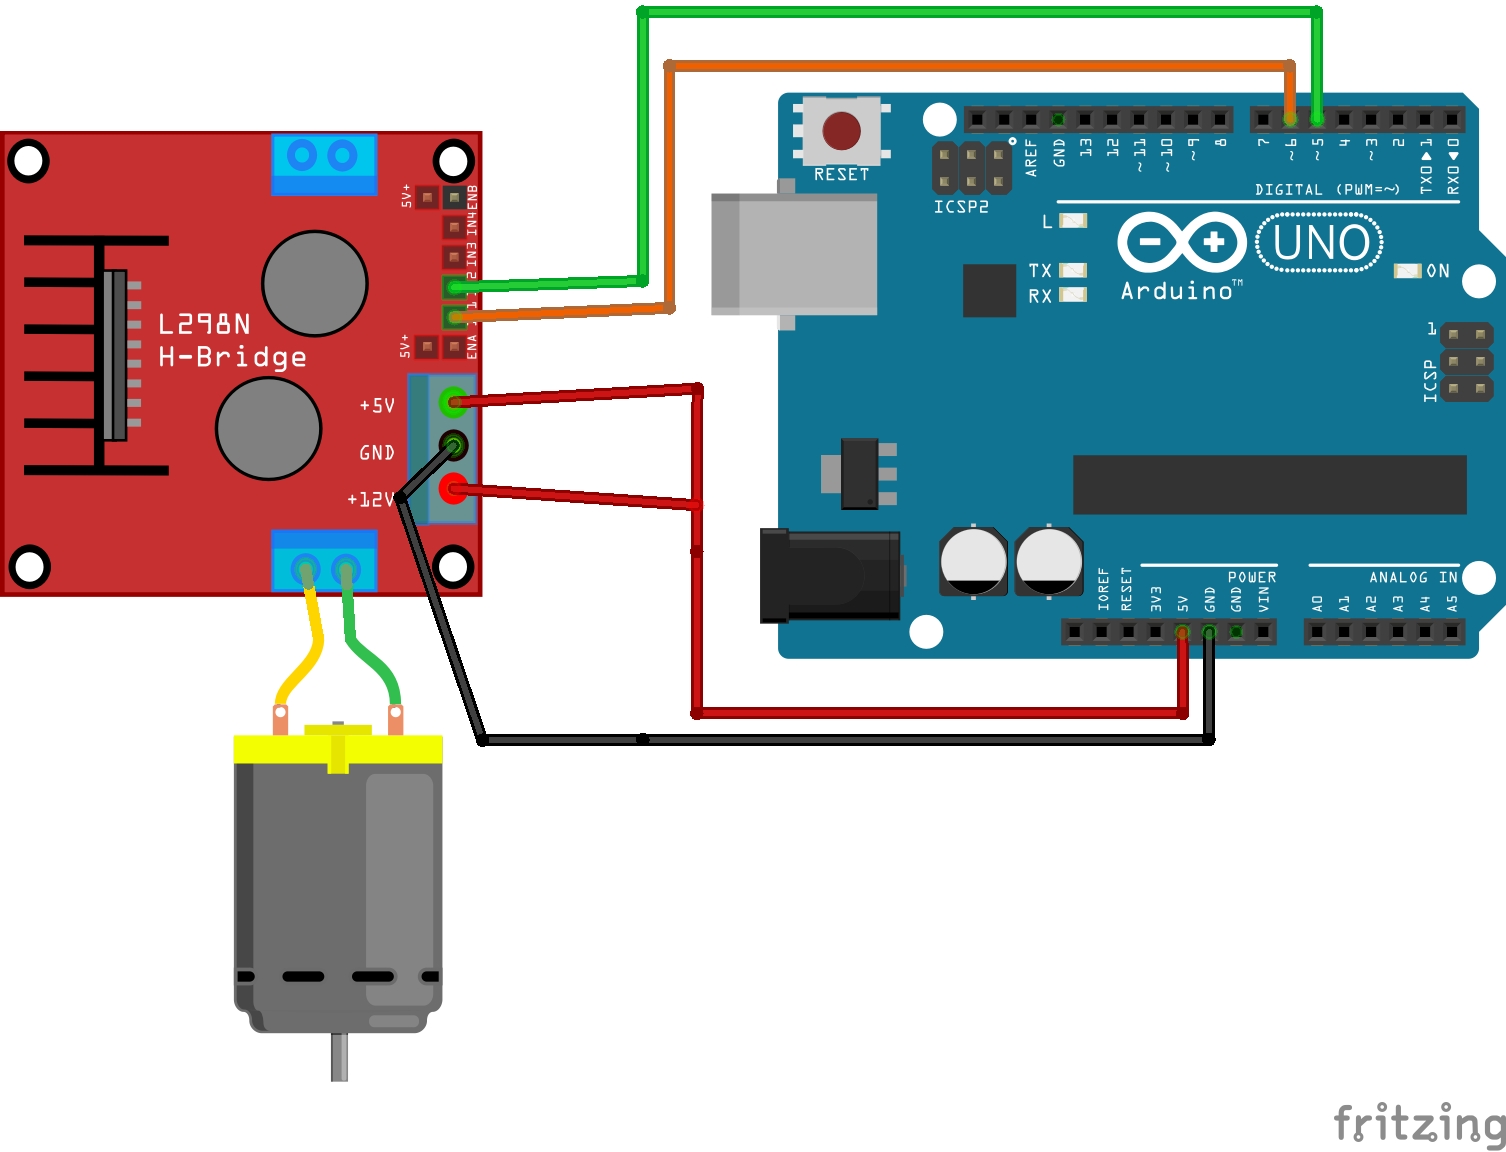 RESET
ICSP2
AREF
GND
13
12
~11
~10
~9
8
7
~6
~5
4
~3
2
TX0▶1
RX0◀0
DIGITAL (PWM=~)
L
TX
RX
UNO
Arduino™
ON
1
ICSP
5V+
ENB
IN4
IN3
L298N
H-Bridge
5V+
ENA
+5V
GND
+12V
POWER
ANALOG IN
IOREF
RESET
3V3
5V
GND
GND
VIN
A0
A1
A2
A3
A4
A5
fritzing